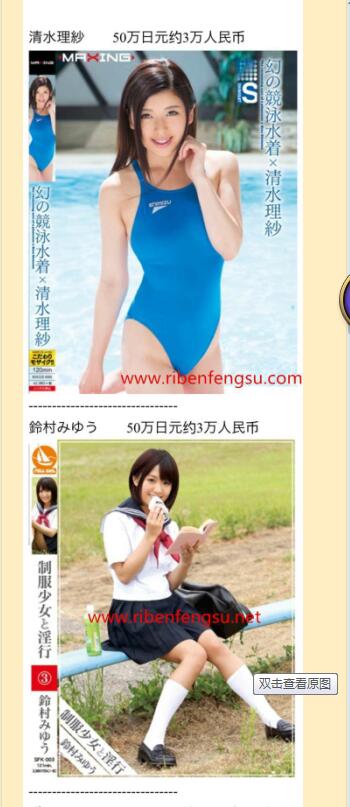 清水理紗 50万日元约3万人民币
MAXING
MAXING
S
幻の競泳水着×清水理紗
幻の競泳水着×清水理紗
こだわり
モザイク!!
120min
www.ribenfengsu.com
---------------------------------
鈴村みゆう 50万日元约3万人民币
制服少女と淫行
③
鈴村みゆう
SFK-003
121min.
www.ribenfengsu.net
双击查看原图
制服少女と淫行
鈴村みゆう
---------------------------------